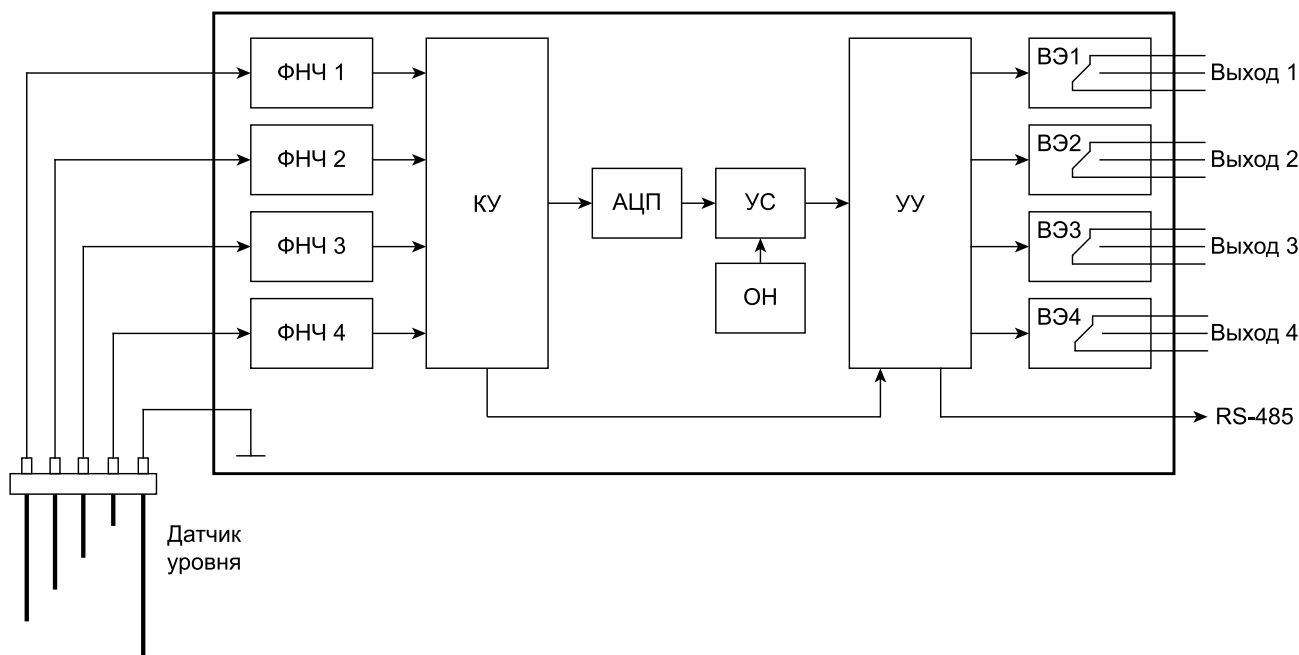 ФНЧ 1
ФНЧ 2
ФНЧ 3
ФНЧ 4
КУ
АЦП
УС
ОН
УУ
ВЭ1
Выход 1
ВЭ2
Выход 2
ВЭ3
Выход 3
ВЭ4
Выход 4
RS-485
Датчик
уровня